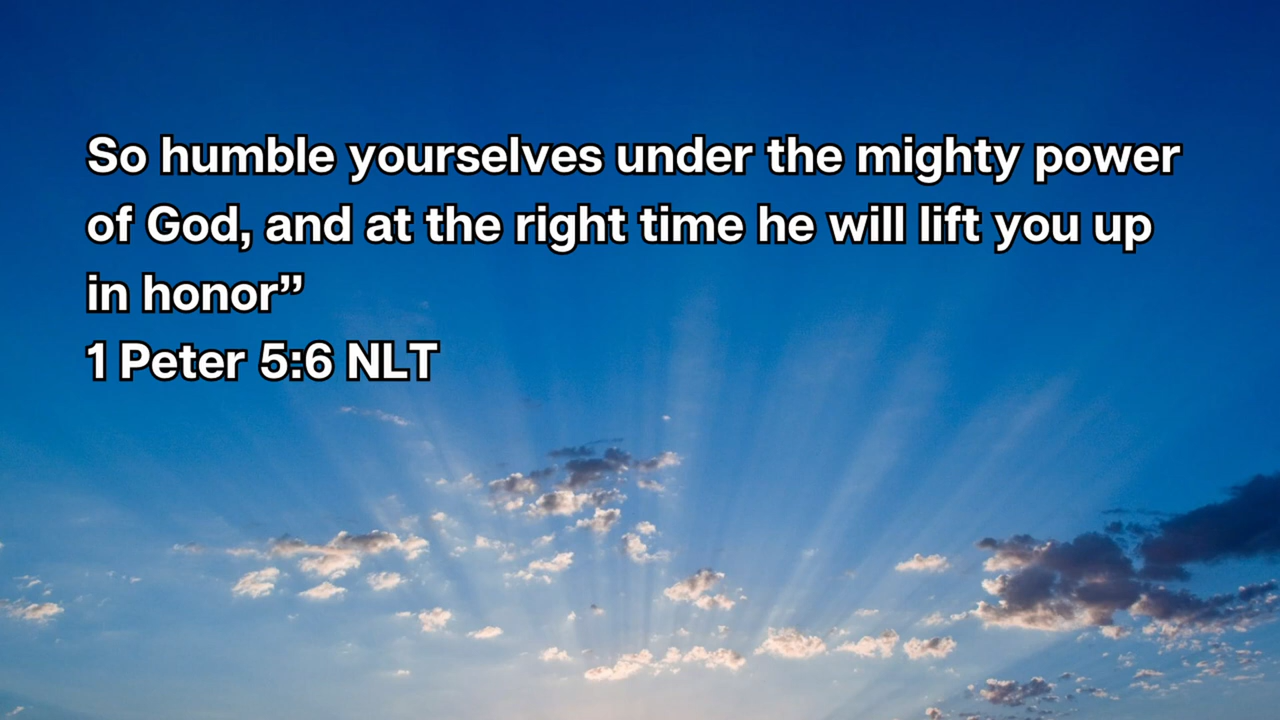 So humble yourselves under the mighty power
of God, and at the right time he will lift you up
in honor”
1 Peter 5:6 NLT